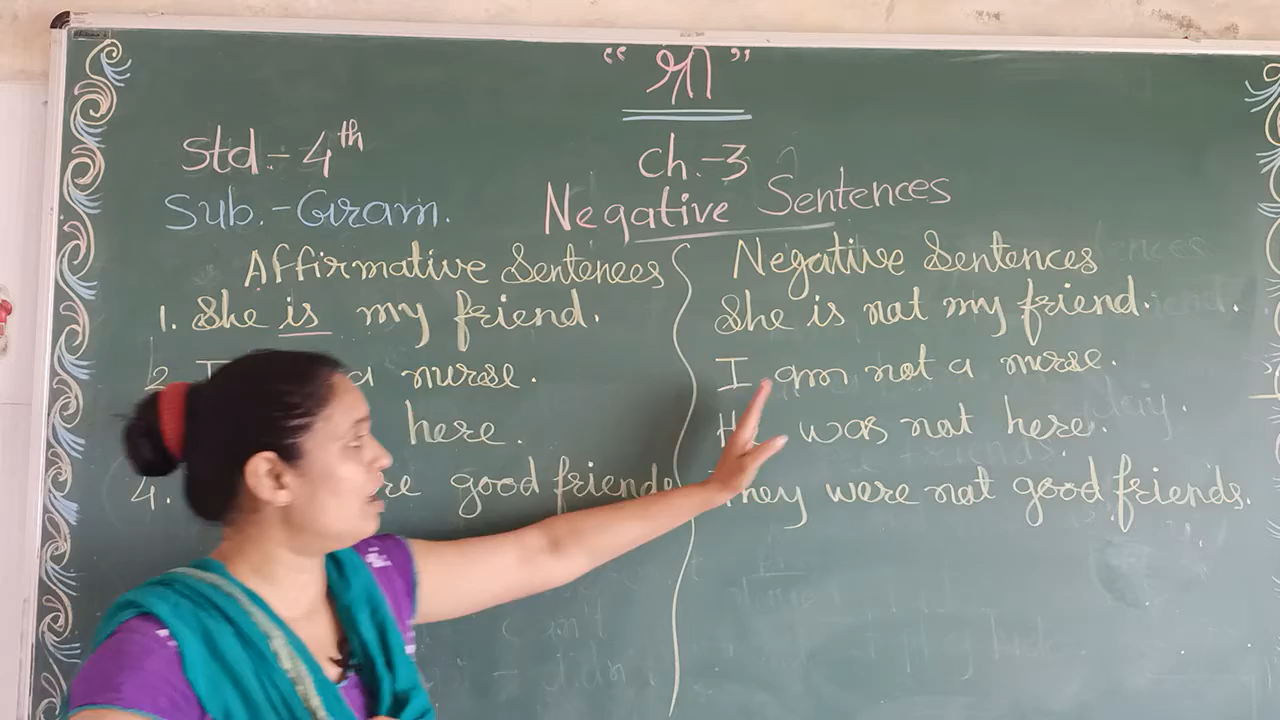 “ श्री ”
Std.- 4th
Ch.-3
Sub.-Gram.
Negative Sentences
Affirmative Sentences
Negative Sentences
1. She is my friend.
She is not my friend.
2. I a nurse.
I am not a nurse.
here.
was not here.
4. good friends
They were not good friends.